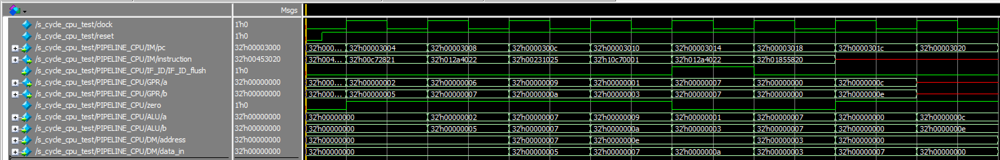 Msgs
/s_cycle_cpu_test/clock 1'h0
/s_cycle_cpu_test/reset 1'h0
/s_cycle_cpu_test/PIPELINE_CPU/IM/pc 32'h00003000 32'h000... 32'h00003004 32'h00003008 32'h0000300c 32'h00003010 32'h00003014 32'h00003018 32'h0000301c 32'h00003020
/s_cycle_cpu_test/PIPELINE_CPU/IM/instruction 32'h00453020 32'h004... 32'h00c72821 32'h012a4022 32'h00231025 32'h10c70001 32'h012a4022 32'h01855820
/s_cycle_cpu_test/PIPELINE_CPU/IF_ID/IF_ID_flush 1'h0
/s_cycle_cpu_test/PIPELINE_CPU/GPR/a 32'h00000000 32'h000... 32'h00000002 32'h00000006 32'h00000009 32'h00000001 32'h00000007 32'h00000000 32'h0000000c
/s_cycle_cpu_test/PIPELINE_CPU/GPR/b 32'h00000000 32'h000... 32'h00000005 32'h00000007 32'h0000000a 32'h00000003 32'h00000007 32'h00000000 32'h0000000e
/s_cycle_cpu_test/PIPELINE_CPU/zero 1'h0
/s_cycle_cpu_test/PIPELINE_CPU/ALU/a 32'h00000000 32'h00000000 32'h00000002 32'h00000007 32'h00000009 32'h00000001 32'h00000007 32'h00000000 32'h0000000c
/s_cycle_cpu_test/PIPELINE_CPU/ALU/b 32'h00000000 32'h00000000 32'h00000005 32'h00000007 32'h0000000a 32'h00000003 32'h00000007 32'h00000000 32'h0000000e
/s_cycle_cpu_test/PIPELINE_CPU/DM/address 32'h00000000 32'h00000000 32'h00000007 32'h0000000e 32'h00000003 32'h00000000
/s_cycle_cpu_test/PIPELINE_CPU/DM/data_in 32'h00000000 32'h00000000 32'h00000005 32'h00000007 32'h0000000a 32'h00000003 32'h00000007 32'h00000000